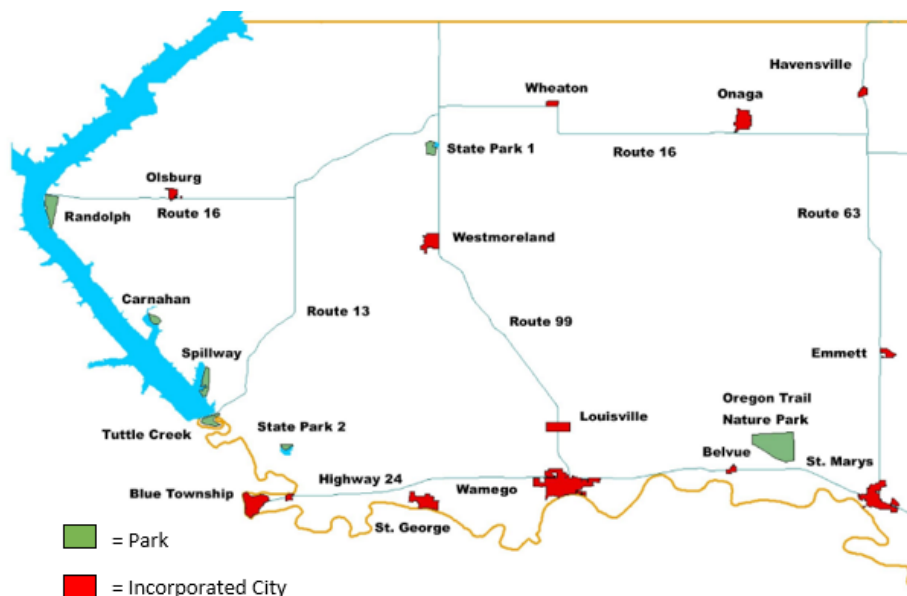 Havensville
Wheaton
Onaga
State Park 1
Route 16
Olsburg
Route 16
Randolph
Route 63
Westmoreland
Carnahan
Route 13
Route 99
Spillway
Emmett
Oregon Trail
Nature Park
Louisville
Tuttle Creek
State Park 2
Belvue
St. Marys
Highway 24
Wamego
Blue Township
St. George
= Park
= Incorporated City